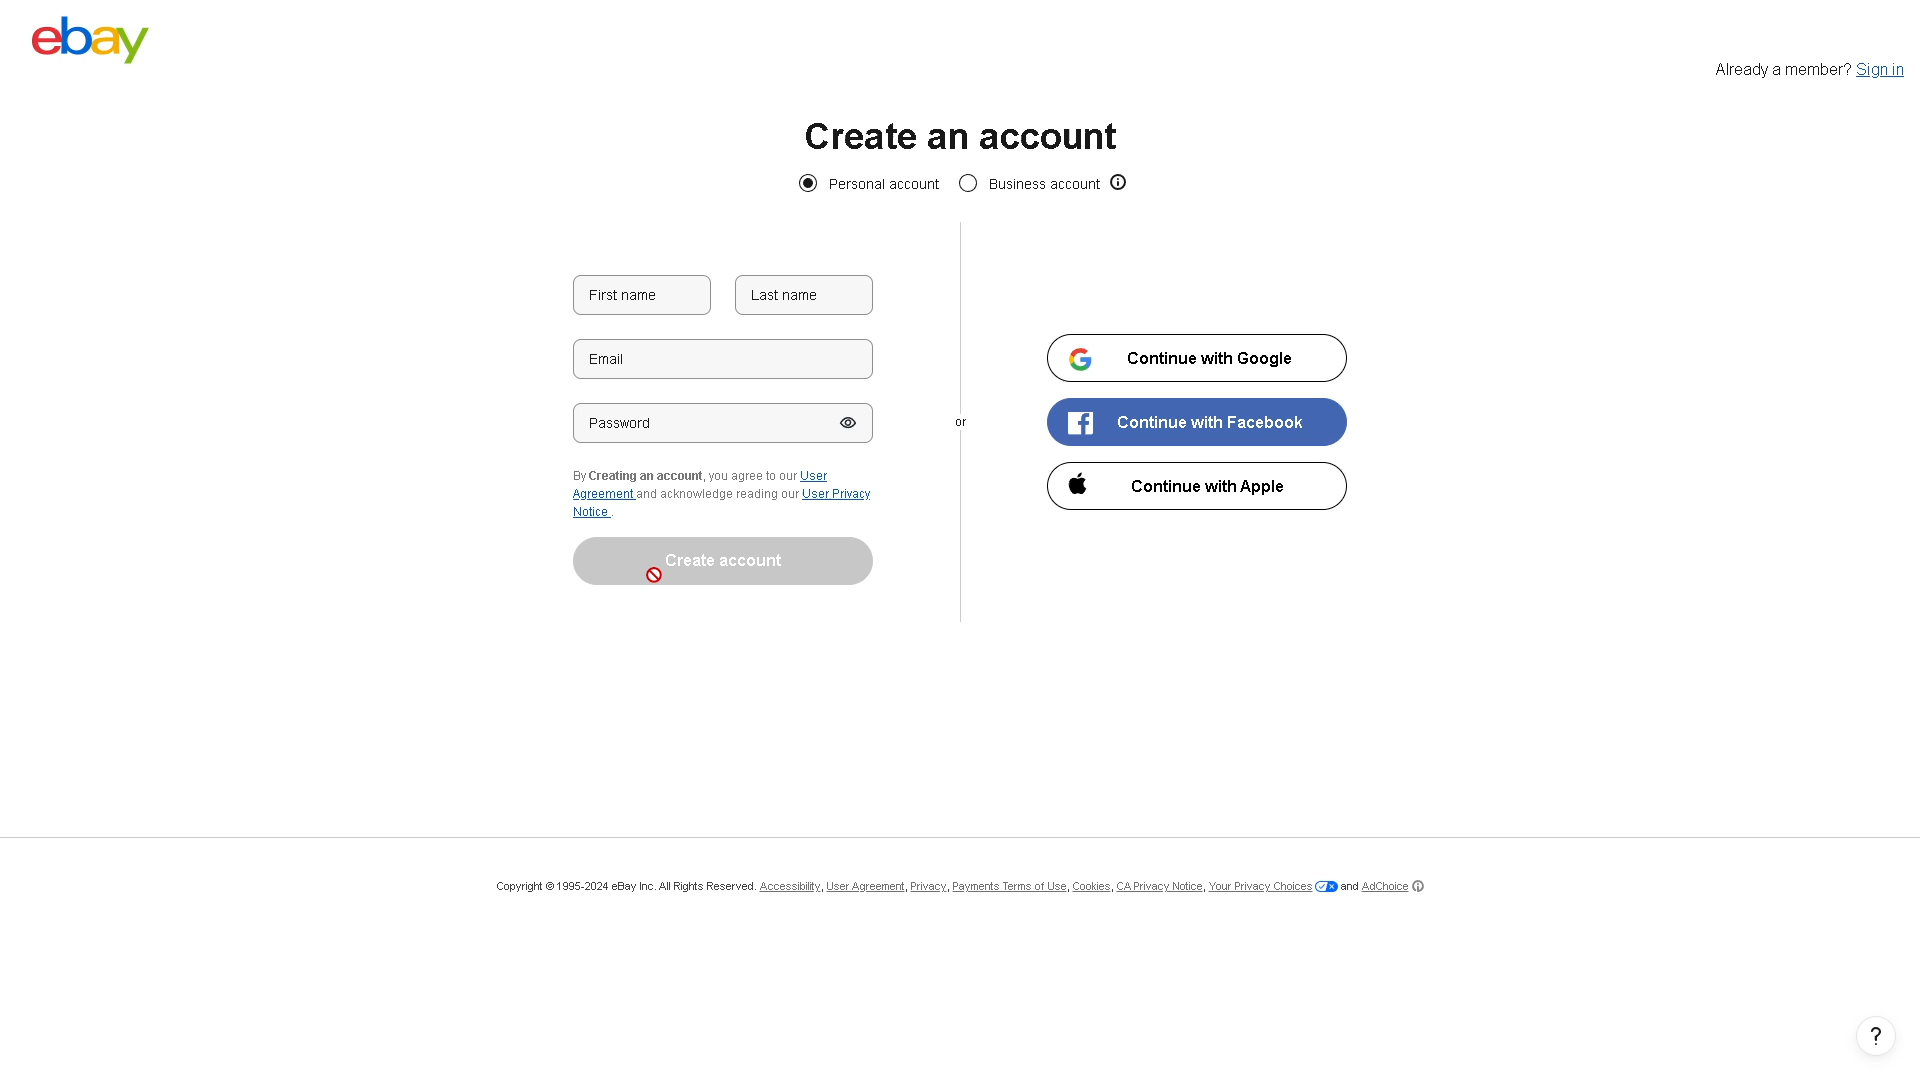 ebay
Already a member? Sign in
Create an account
Personal account Business account
First name Last name
Email
Password
By Creating an account, you agree to our User
Agreement and acknowledge reading our User Privacy
Notice .
Create account
or
Continue with Google
Continue with Facebook
Continue with Apple
Copyright © 1995-2024 eBay Inc. All Rights Reserved. Accessibility, User Agreement, Privacy, Payments Terms of Use, Cookies, CA Privacy Notice, Your Privacy Choices and AdChoice
?